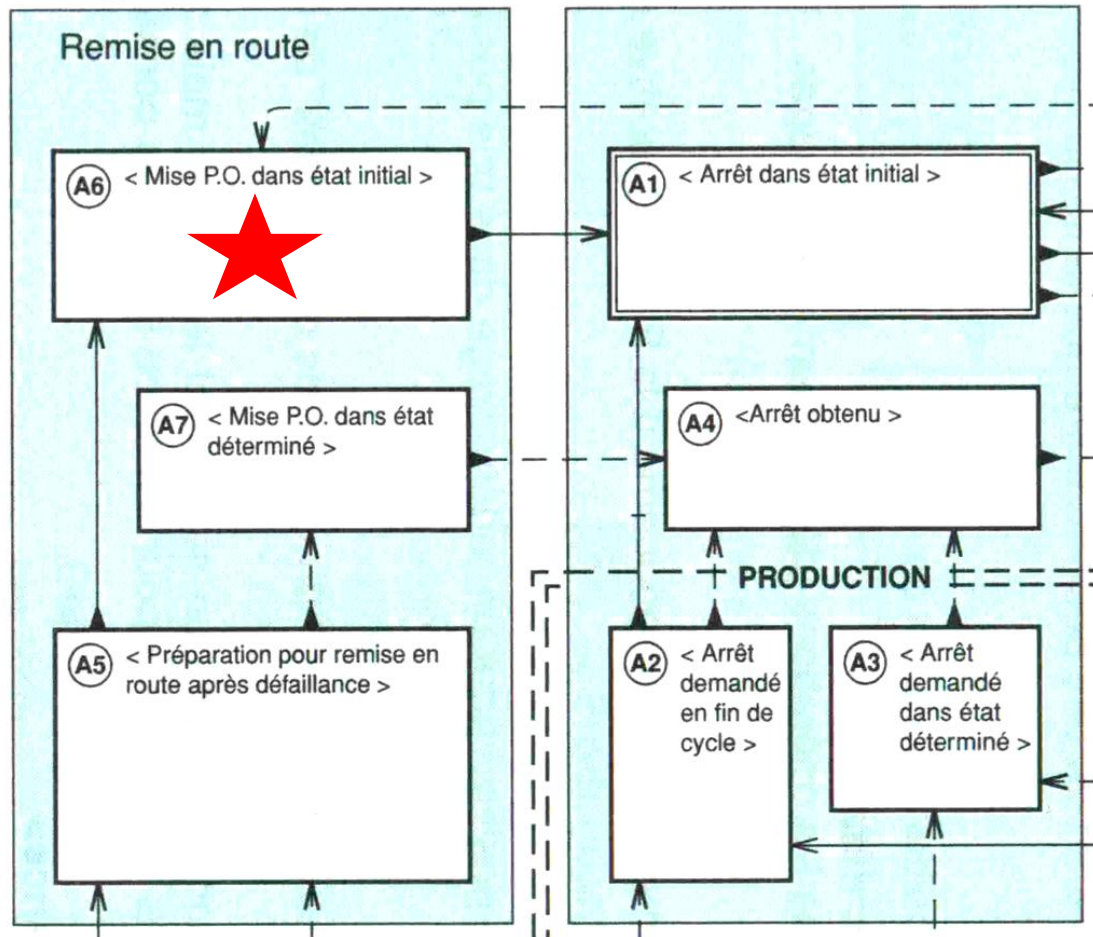 Remise en route
A6 < Mise P.O. dans état initial >
A1 < Arrêt dans état initial >
A7 < Mise P.O. dans état
déterminé >
A4 <Arrêt obtenu >
PRODUCTION
A5 < Préparation pour remise en
route après défaillance >
A2 < Arrêt
demandé
en fin de
cycle >
A3 < Arrêt
demandé
dans état
déterminé >